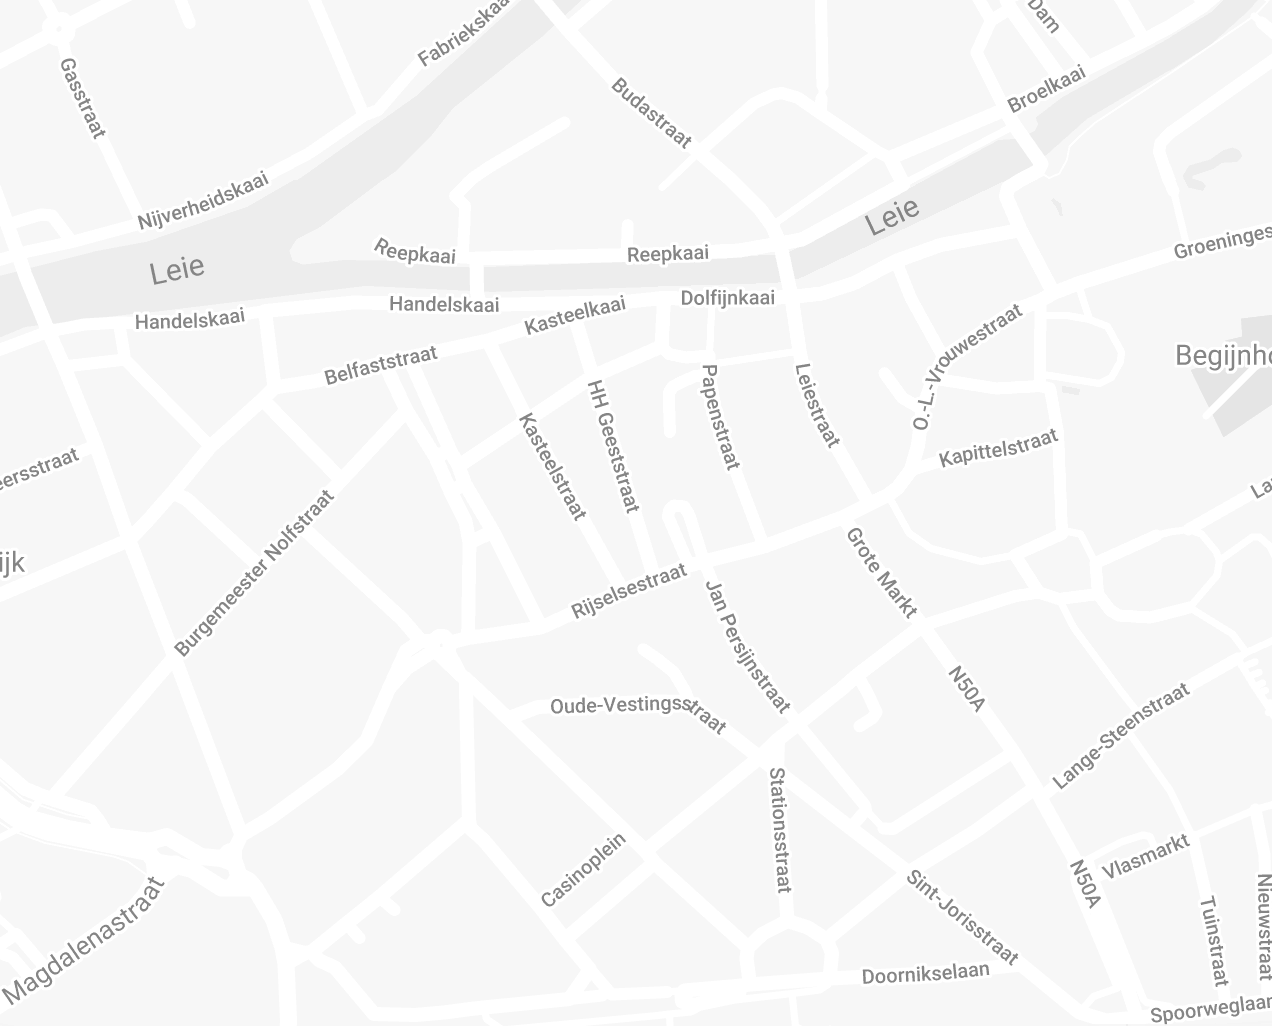 Fabrieskaa
Dam
Gasstraat
Budastraat
Broelkaai
Nijverheidskaai
Leie
Reepkaai
Reepkaai
Groeninges
Leie
Handelskaai
Dolfijnkaai
Handelskaai
Kasteelkaai
O.-L.-Vrouwestraat
Belfaststraat
Begijnho
Leiestraat
Papenstraat
HH Geeststraat
Kasteelstraat
Kapittelstraat
eersstraat
La
Burgemeester Nolfstraat
Grote Markt
ijk
Rijselsestraat
Jan Persijnstraat
N50A
Oude-Vestingsstraat
Lange-Steenstraat
Stationsstraat
Casinoplein
Vlasmarkt
N50A
Sint-Jorisstraat
Magdalenastraat
Tuinstraat
Nieuwstraat
Doornikselaan
Spoorweglaan